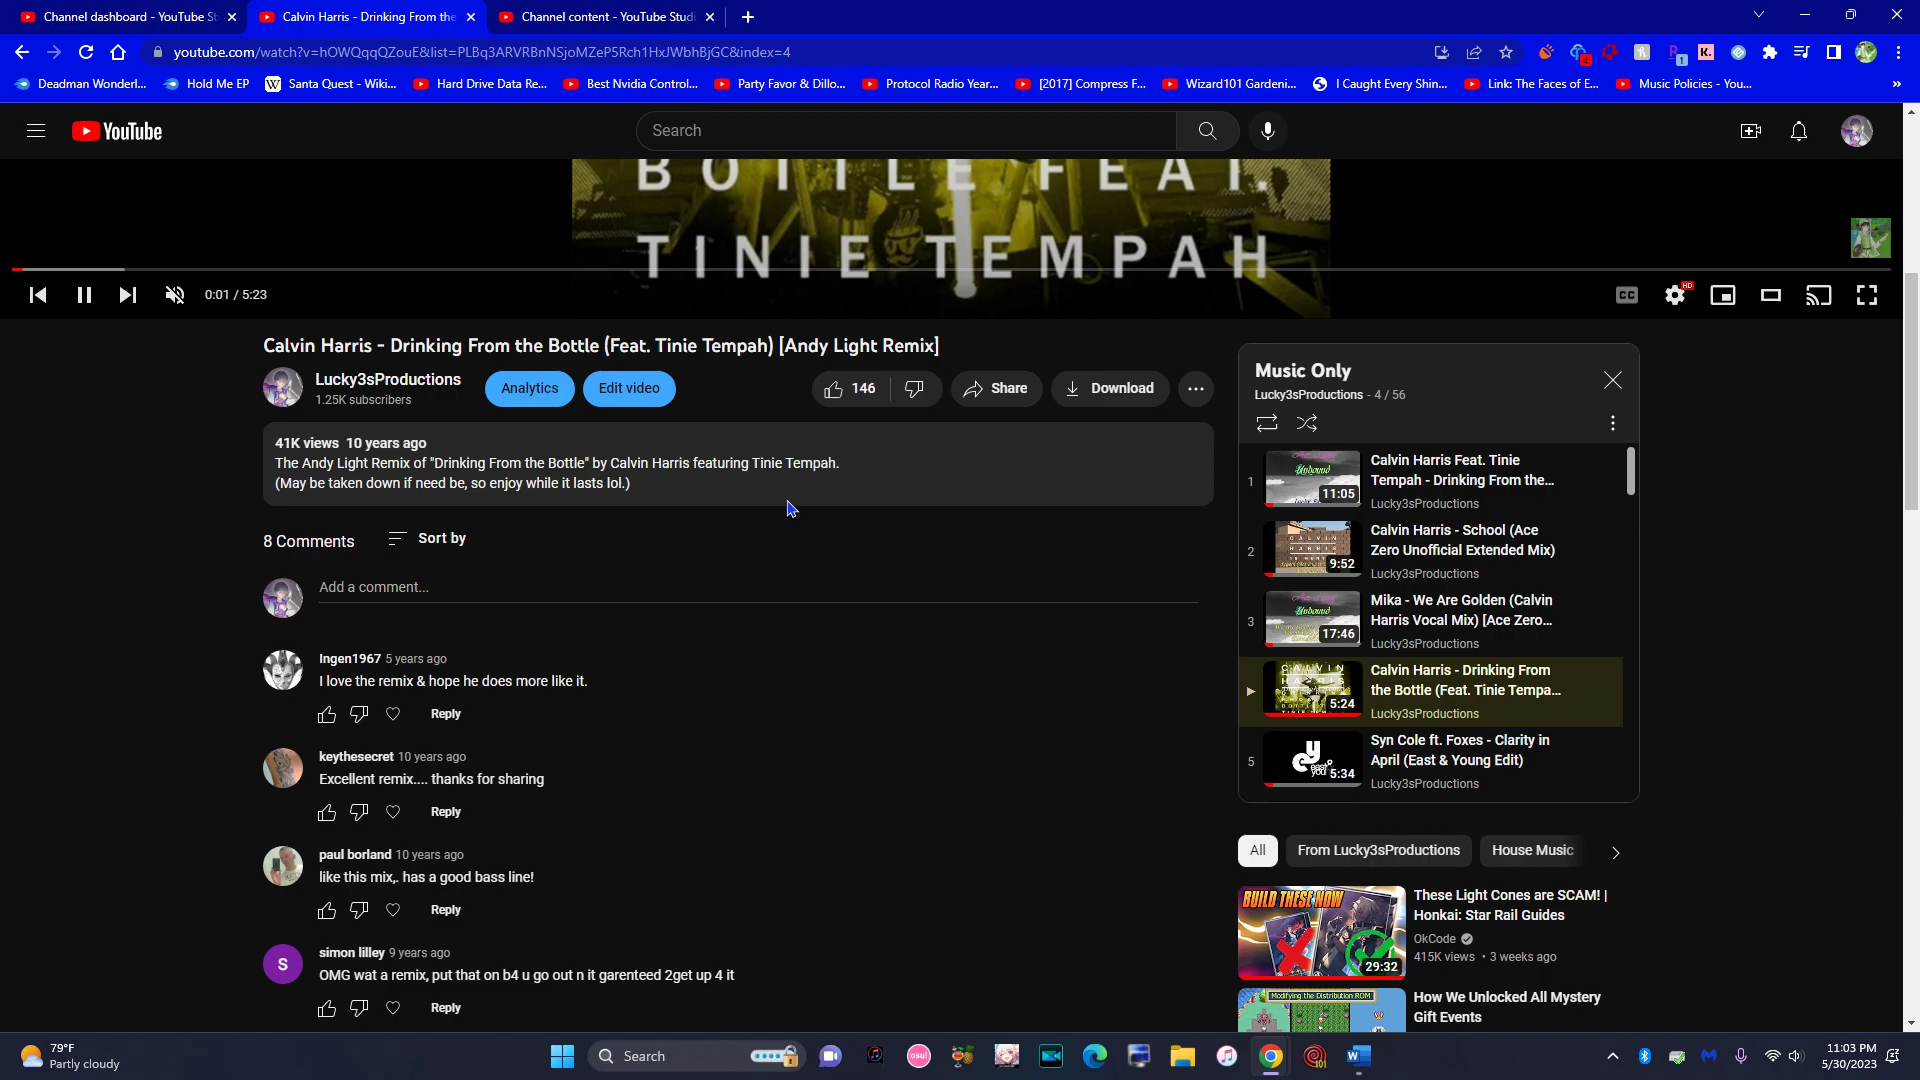 Channel dashboard - YouTube St
Calvin Harris - Drinking From the
Channel content - YouTube Studi
youtube.com/watch?v=hOWQqqQZouE&list=PLBq3ARVRBnNSjoMZeP5Rch1HxJWbhBjGC&index=4
Deadman Wonderl...
Hold Me EP
Santa Quest - Wiki...
Hard Drive Data Re...
Best Nvidia Control...
Party Favor & Dillo...
Protocol Radio Year...
[2017] Compress F...
Wizard101 Gardeni...
I Caught Every Shin...
Link: The Faces of E...
Music Policies - You...
YouTube
Search
BOTTLE FEAT.
TINIE TEMPAH
0:01 / 5:23
CC
HD
Calvin Harris - Drinking From the Bottle (Feat. Tinie Tempah) [Andy Light Remix]
Lucky3sProductions
1.25K subscribers
Analytics
Edit video
146
Share
Download
41K views 10 years ago
The Andy Light Remix of "Drinking From the Bottle" by Calvin Harris featuring Tinie Tempah.
(May be taken down if need be, so enjoy while it lasts lol.)
8 Comments
Sort by
Add a comment...
Ingen1967 5 years ago
I love the remix & hope he does more like it.
Reply
keythesecret 10 years ago
Excellent remix.... thanks for sharing
Reply
paul borland 10 years ago
like this mix,. has a good bass line!
Reply
S
simon lilley 9 years ago
OMG wat a remix, put that on b4 u go out n it garenteed 2get up 4 it
Reply
Music Only
Lucky3sProductions - 4 / 56
1
11:05
Calvin Harris Feat. Tinie
Tempah - Drinking From the...
Lucky3sProductions
2
9:52
Calvin Harris - School (Ace
Zero Unofficial Extended Mix)
Lucky3sProductions
3
17:46
Mika - We Are Golden (Calvin
Harris Vocal Mix) [Ace Zero...
Lucky3sProductions
5:24
Calvin Harris - Drinking From
the Bottle (Feat. Tinie Tempa...
Lucky3sProductions
5
5:34
Syn Cole ft. Foxes - Clarity in
April (East & Young Edit)
Lucky3sProductions
All
From Lucky3sProductions
House Music
BUILD THESE NOW
29:32
These Light Cones are SCAM! |
Honkai: Star Rail Guides
OkCode
415K views • 3 weeks ago
Modifying the Distribution ROM
How We Unlocked All Mystery
Gift Events
79°F
Partly cloudy
Search
osu!
11:03 PM
5/30/2023